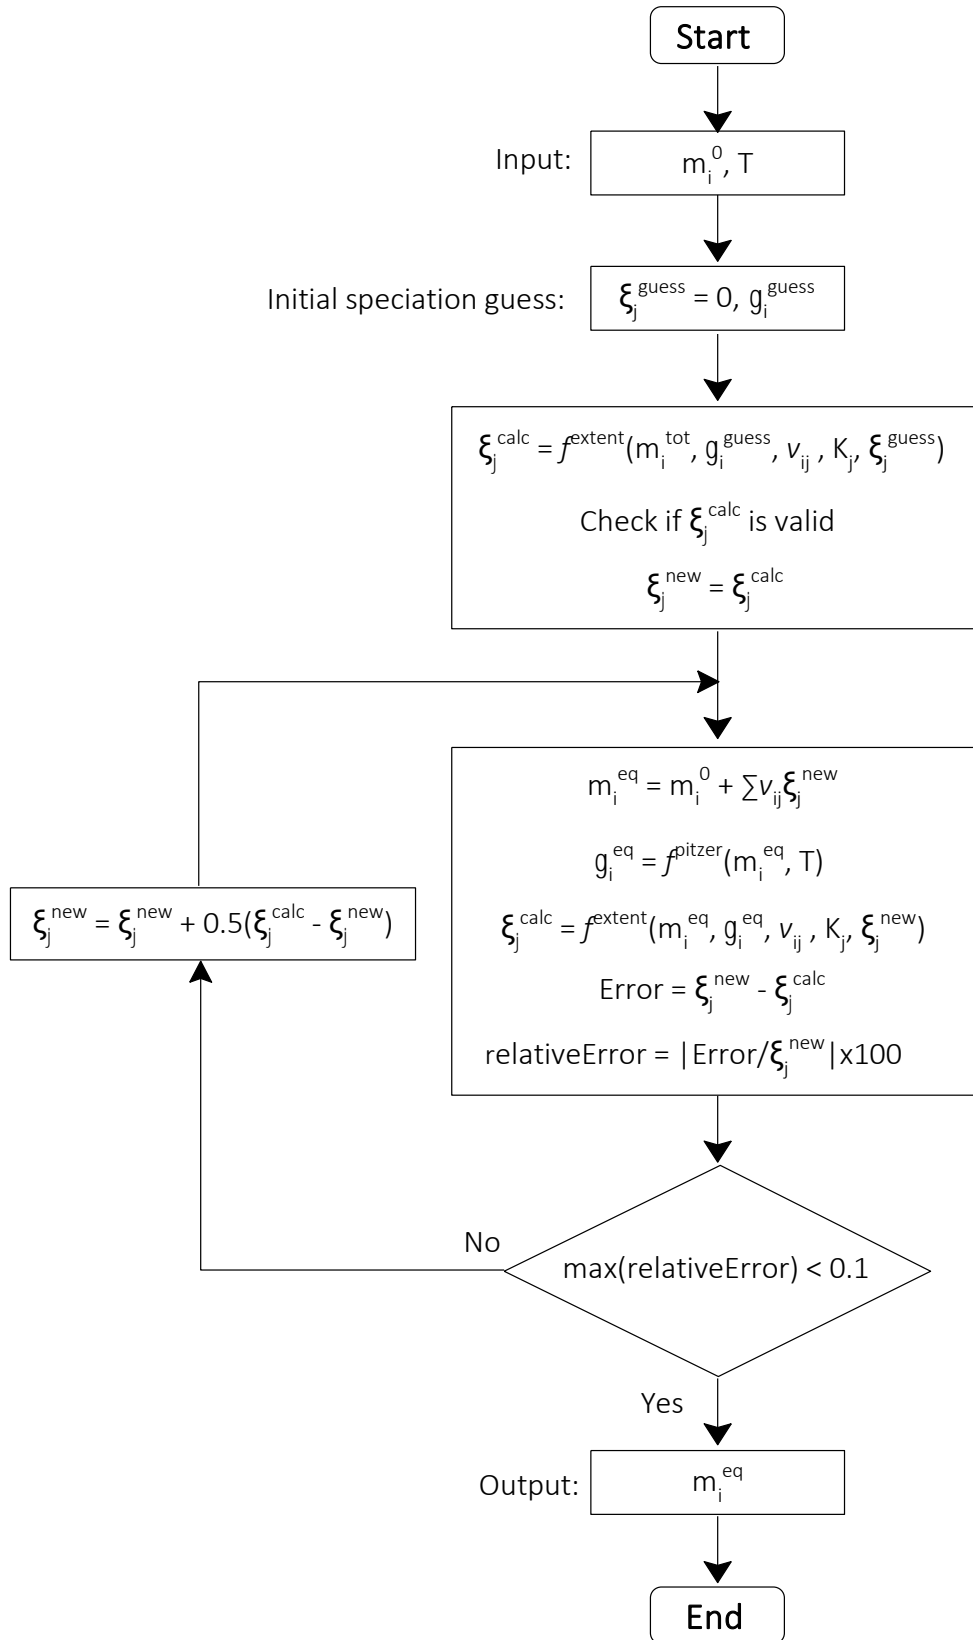 Start
Input:
m_i^0, T
Initial speciation guess:
ξ_j^guess = 0, g_i^guess
ξ_j^calc = f^extent(m_i^tot, g_i^guess, v_ij , K_j, ξ_j^guess)
Check if ξ_j^calc is valid
ξ_j^new = ξ_j^calc
m_i^eq = m_i^0 + ∑v_ijξ_j^new
g_i^eq = f^pitzer(m_i^eq, T)
ξ_j^calc = f^extent(m_i^eq, g_i^eq, v_ij , K_j, ξ_j^new)
Error = ξ_j^new - ξ_j^calc
relativeError = |Error/ξ_j^new|x100
ξ_j^new = ξ_j^new + 0.5(ξ_j^calc - ξ_j^new)
No
max(relativeError) < 0.1
Yes
Output:
m_i^eq
End